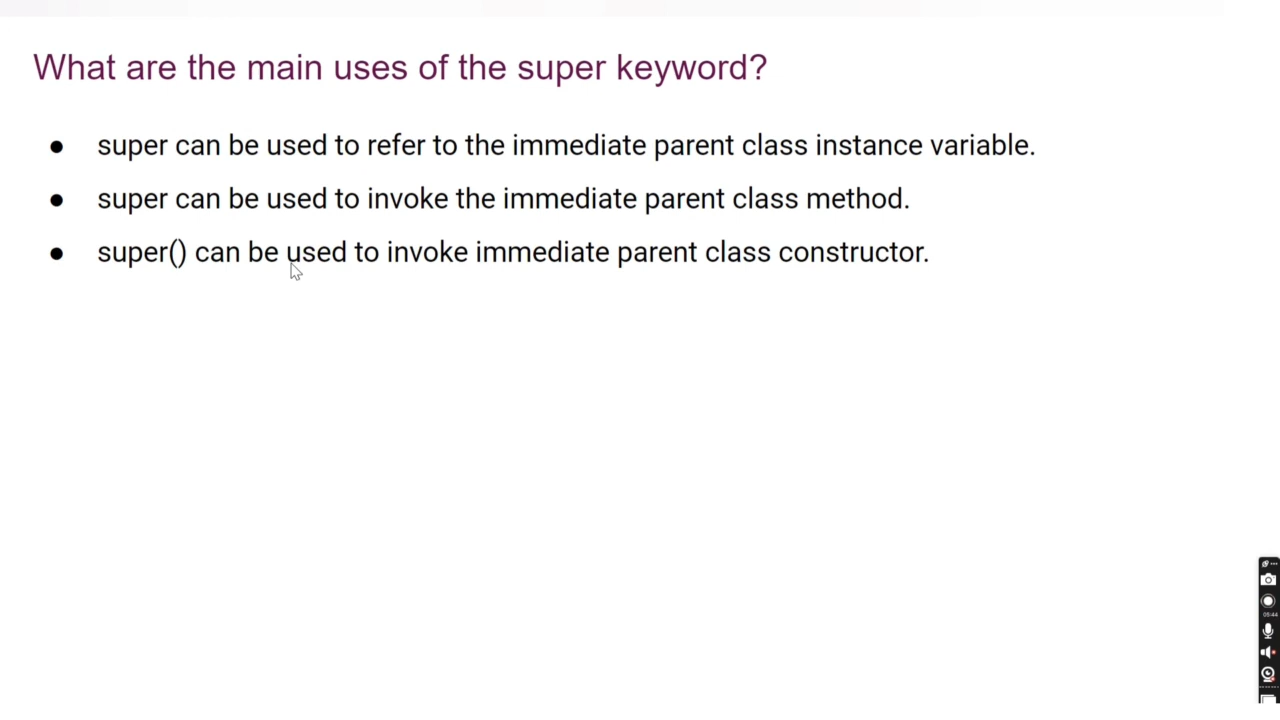 What are the main uses of the super keyword?
● super can be used to refer to the immediate parent class instance variable.
● super can be used to invoke the immediate parent class method.
● super() can be used to invoke immediate parent class constructor.
05:44